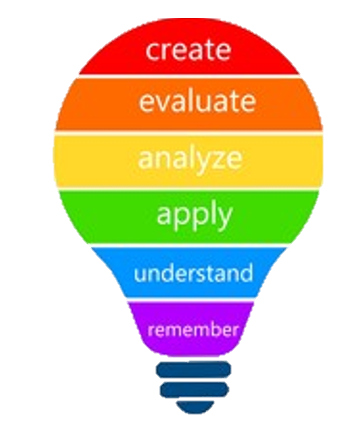 create
evaluate
analyze
apply
understand
remember